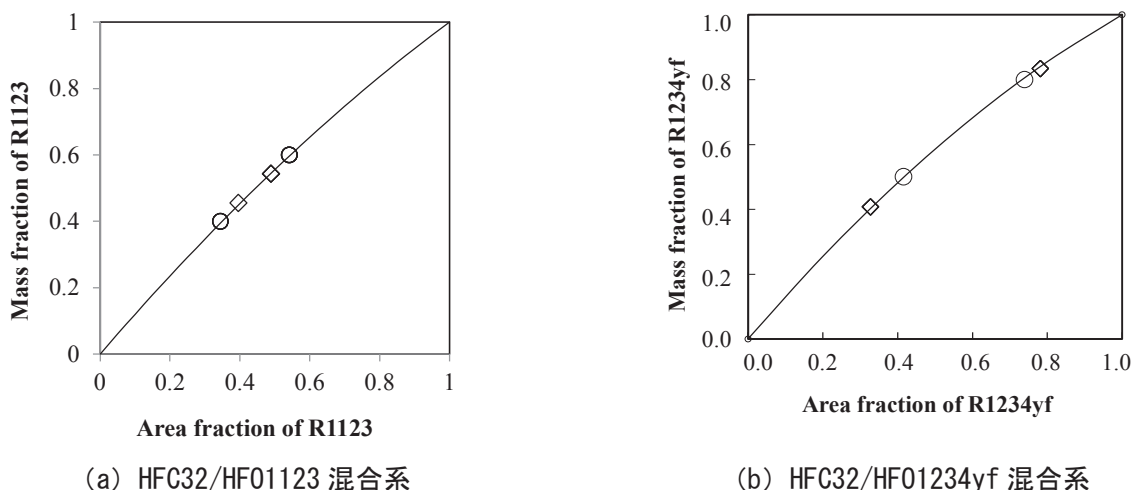 1
0.8
0.6
0.4
0.2
0
0 0.2 0.4 0.6 0.8 1
Mass fraction of R1123
Area fraction of R1123
(a) HFC32/HFO1123 混合系
1.0
0.8
0.6
0.4
0.2
0.0
0.0 0.2 0.4 0.6 0.8 1.0
Mass fraction of R1234yf
Area fraction of R1234yf
(b) HFC32/HFO1234yf 混合系